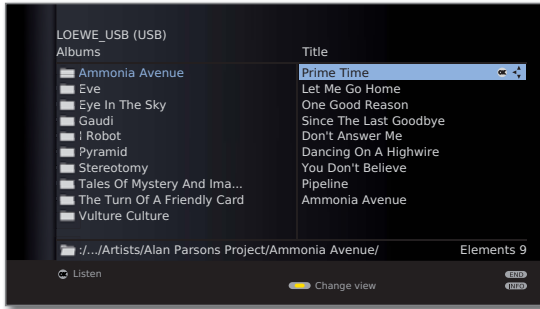 LOEWE_USB (USB)
Albums
Title
Ammonia Avenue
Eve
Eye In The Sky
Gaudi
I Robot
Pyramid
Stereotomy
Tales Of Mystery And Ima...
The Turn Of A Friendly Card
Vulture Culture
Prime Time
OK
Let Me Go Home
One Good Reason
Since The Last Goodbye
Don't Answer Me
Dancing On A Highwire
You Don't Believe
Pipeline
Ammonia Avenue
:/.../Artists/Alan Parsons Project/Ammonia Avenue/
Elements 9
OK Listen
END
Change view
INFO